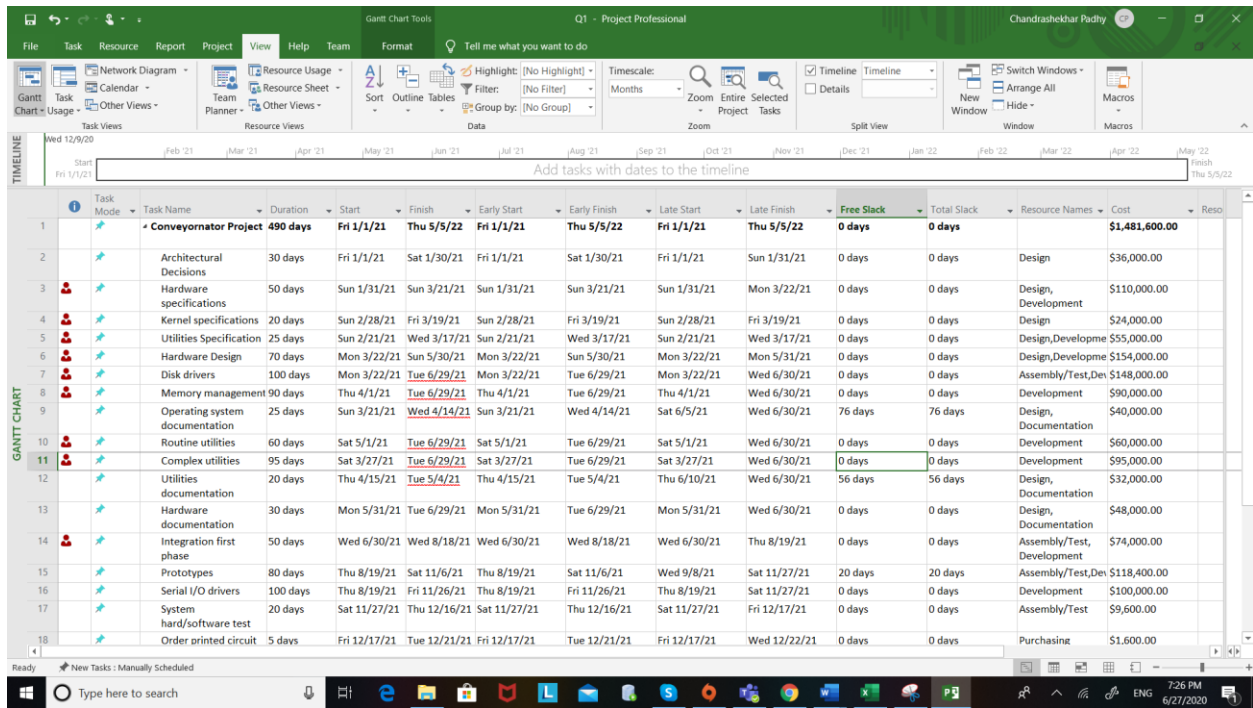 Gantt Chart Tools
Q1 - Project Professional
Chandrashekhar Padhy CP
File Task Resource Report Project View Help Team Format Tell me what you want to do
Gantt Chart
Task Usage
Network Diagram
Calendar
Other Views
Task Views
Team Planner
Resource Usage
Resource Sheet
Other Views
Resource Views
Sort
Outline
Tables
Highlight: [No Highlight]
Filter: [No Filter]
Group by: [No Group]
Data
Timescale:
Months
Zoom
Entire Project
Selected Tasks
Zoom
Timeline Timeline
Details
Split View
New Window
Switch Windows
Arrange All
Hide
Window
Macros
Macros
TIMELINE
Wed 12/9/20
Feb '21 Mar '21 Apr '21 May '21 Jun '21 Jul '21 Aug '21 Sep '21 Oct '21 Nov '21 Dec '21 Jan '22 Feb '22 Mar '22 Apr '22 May '22
Start
Fri 1/1/21
Add tasks with dates to the timeline
Finish
Thu 5/5/22
GANTT CHART
Task Mode Task Name Duration Start Finish Early Start Early Finish Late Start Late Finish Free Slack Total Slack Resource Names Cost Reso
1 Conveyornator Project 490 days Fri 1/1/21 Thu 5/5/22 Fri 1/1/21 Thu 5/5/22 Fri 1/1/21 Thu 5/5/22 0 days 0 days $1,481,600.00
2 Architectural Decisions 30 days Fri 1/1/21 Sat 1/30/21 Fri 1/1/21 Sat 1/30/21 Fri 1/1/21 Sun 1/31/21 0 days 0 days Design $36,000.00
3 Hardware specifications 50 days Sun 1/31/21 Sun 3/21/21 Sun 1/31/21 Sun 3/21/21 Sun 1/31/21 Mon 3/22/21 0 days 0 days Design, Development $110,000.00
4 Kernel specifications 20 days Sun 2/28/21 Fri 3/19/21 Sun 2/28/21 Fri 3/19/21 Sun 2/28/21 Fri 3/19/21 0 days 0 days Design $24,000.00
5 Utilities Specification 25 days Sun 2/21/21 Wed 3/17/21 Sun 2/21/21 Wed 3/17/21 Sun 2/21/21 Wed 3/17/21 0 days 0 days Design,Developme $55,000.00
6 Hardware Design 70 days Mon 3/22/21 Sun 5/30/21 Mon 3/22/21 Sun 5/30/21 Mon 3/22/21 Mon 5/31/21 0 days 0 days Design,Developme $154,000.00
7 Disk drivers 100 days Mon 3/22/21 Tue 6/29/21 Mon 3/22/21 Tue 6/29/21 Mon 3/22/21 Wed 6/30/21 0 days 0 days Assembly/Test,Dev $148,000.00
8 Memory management 90 days Thu 4/1/21 Tue 6/29/21 Thu 4/1/21 Tue 6/29/21 Thu 4/1/21 Wed 6/30/21 0 days 0 days Development $90,000.00
9 Operating system documentation 25 days Sun 3/21/21 Wed 4/14/21 Sun 3/21/21 Wed 4/14/21 Sat 6/5/21 Wed 6/30/21 76 days 76 days Design, Documentation $40,000.00
10 Routine utilities 60 days Sat 5/1/21 Tue 6/29/21 Sat 5/1/21 Tue 6/29/21 Sat 5/1/21 Wed 6/30/21 0 days 0 days Development $60,000.00
11 Complex utilities 95 days Sat 3/27/21 Tue 6/29/21 Sat 3/27/21 Tue 6/29/21 Sat 3/27/21 Wed 6/30/21 0 days 0 days Development $95,000.00
12 Utilities documentation 20 days Thu 4/15/21 Tue 5/4/21 Thu 4/15/21 Tue 5/4/21 Thu 6/10/21 Wed 6/30/21 56 days 56 days Design, Documentation $32,000.00
13 Hardware documentation 30 days Mon 5/31/21 Tue 6/29/21 Mon 5/31/21 Tue 6/29/21 Mon 5/31/21 Wed 6/30/21 0 days 0 days Design, Documentation $48,000.00
14 Integration first phase 50 days Wed 6/30/21 Wed 8/18/21 Wed 6/30/21 Wed 8/18/21 Wed 6/30/21 Thu 8/19/21 0 days 0 days Assembly/Test, Development $74,000.00
15 Prototypes 80 days Thu 8/19/21 Sat 11/6/21 Thu 8/19/21 Sat 11/6/21 Wed 9/8/21 Sat 11/27/21 20 days 20 days Assembly/Test,Dev $118,400.00
16 Serial I/O drivers 100 days Thu 8/19/21 Fri 11/26/21 Thu 8/19/21 Fri 11/26/21 Thu 8/19/21 Sat 11/27/21 0 days 0 days Development $100,000.00
17 System hard/software test 20 days Sat 11/27/21 Thu 12/16/21 Sat 11/27/21 Thu 12/16/21 Sat 11/27/21 Fri 12/17/21 0 days 0 days Assembly/Test $9,600.00
18 Order printed circuit 5 days Fri 12/17/21 Tue 12/21/21 Fri 12/17/21 Tue 12/21/21 Fri 12/17/21 Wed 12/22/21 0 days 0 days Purchasing $1,600.00
Ready New Tasks : Manually Scheduled
Type here to search
ENG
7:26 PM
6/27/2020